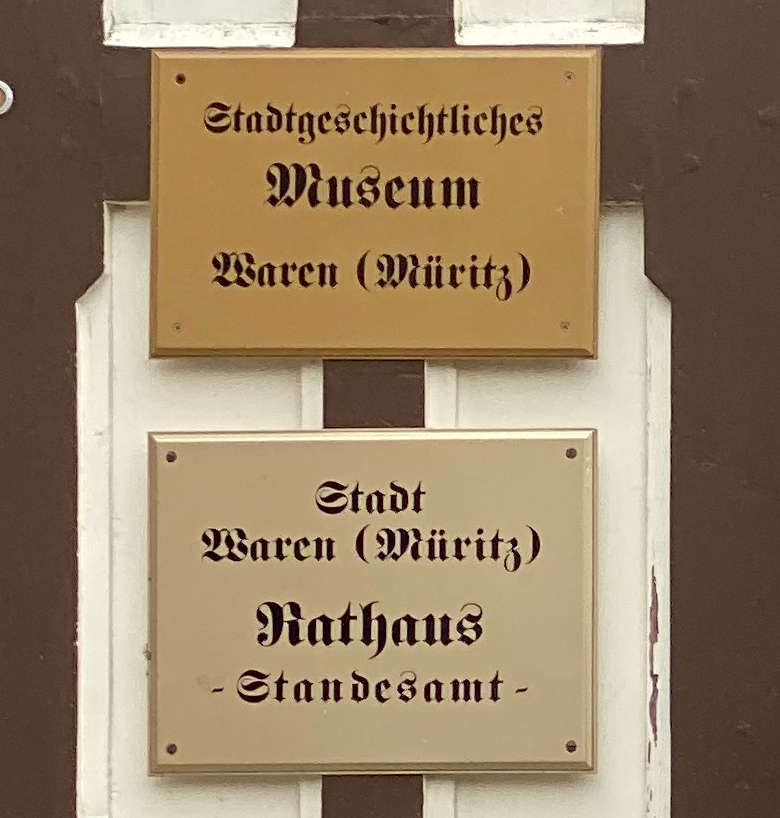 Stadtgeschichtliches
Museum
Waren (Müritz)
Stadt
Waren (Müritz)
Rathaus
- Standesamt -